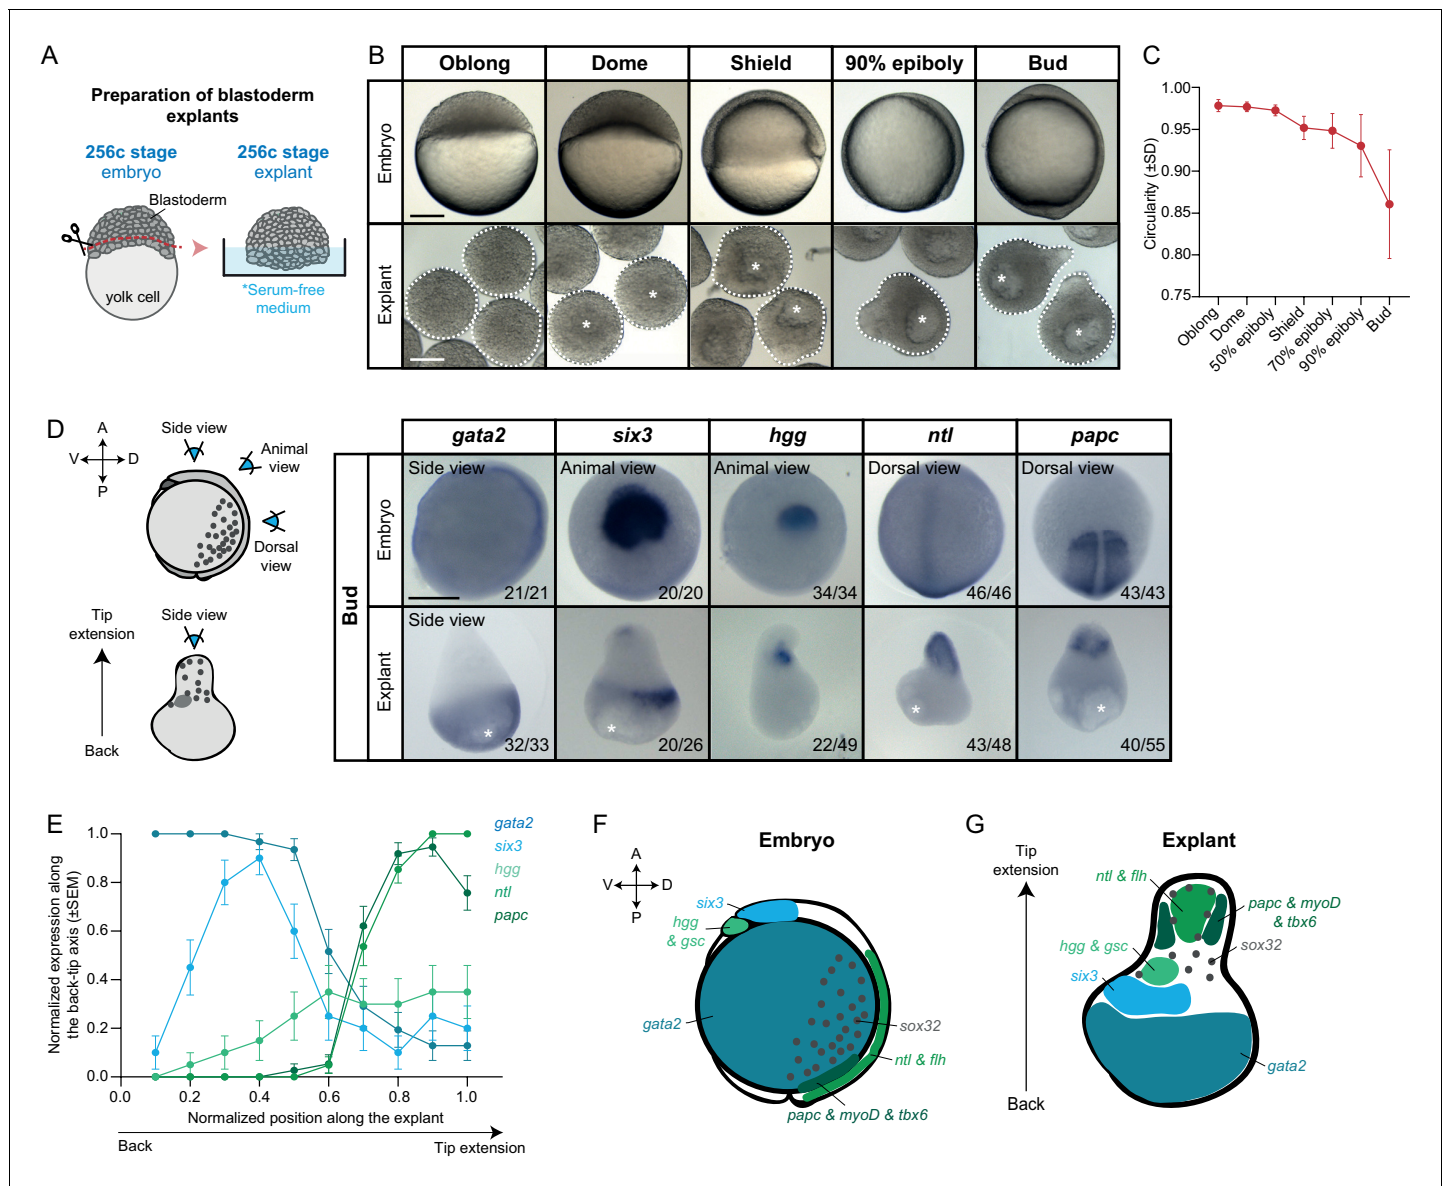 A
Preparation of blastoderm
explants
256c stage
embryo
256c stage
explant
Blastoderm
yolk cell
*Serum-free
medium
B
Oblong
Dome
Shield
90% epiboly
Bud
Embryo
Explant
*
*
*
*
*
*
*
C
Circularity (±SD)
1.00
0.95
0.90
0.85
0.80
0.75
Oblong
Dome
50% epiboly
Shield
70% epiboly
90% epiboly
Bud
D
A
V
D
P
Side view
Animal
view
Dorsal
view
Tip
extension
Side view
Back
gata2
six3
hgg
ntl
papc
Bud
Embryo
Side view
21/21
Animal view
20/20
Animal view
34/34
Dorsal view
46/46
Dorsal view
43/43
Explant
Side view
*
32/33
*
20/26
22/49
*
43/48
*
40/55
E
Normalized expression along
the back-tip axis (±SEM)
1.0
0.8
0.6
0.4
0.2
0.0
0.0
0.2
0.4
0.6
0.8
1.0
Normalized position along the explant
Back
Tip extension
gata2
six3
hgg
ntl
papc
F
Embryo
A
V
D
P
six3
hgg
& gsc
gata2
sox32
ntl & flh
papc & myoD & tbx6
G
Explant
Tip
extension
Back
ntl & flh
papc & myoD
& tbx6
hgg & gsc
sox32
six3
gata2